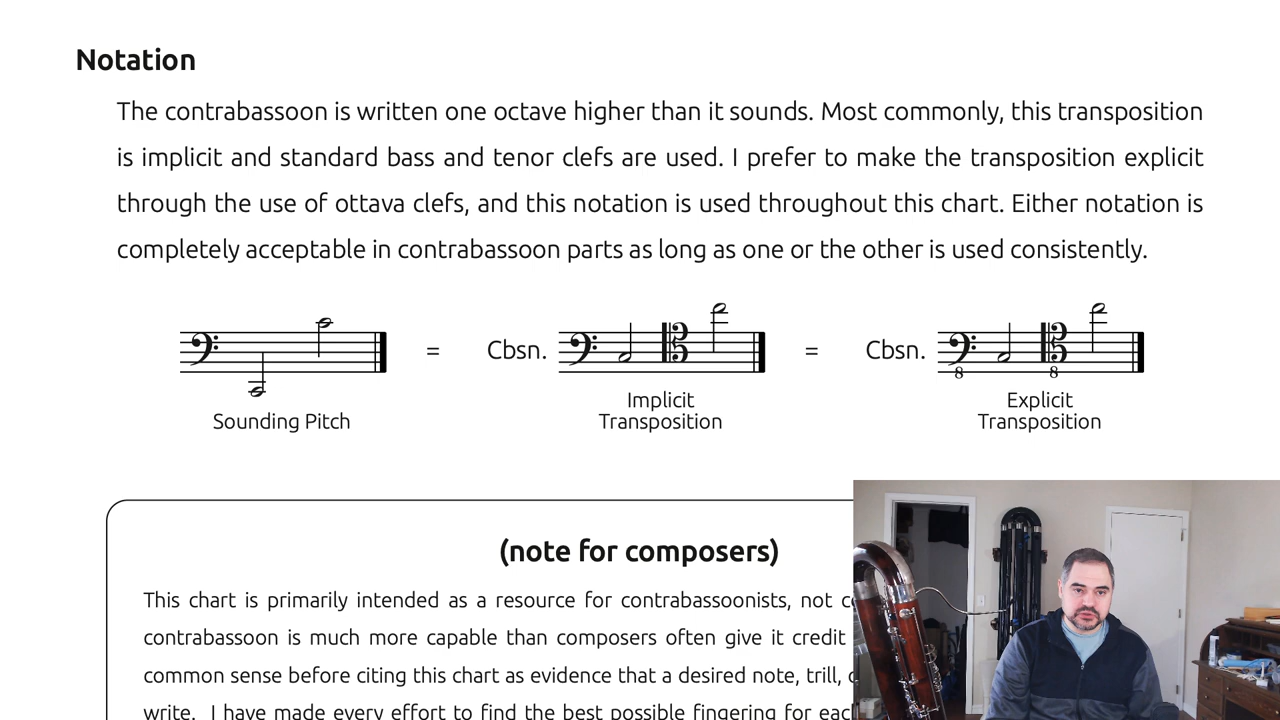 Notation
The contrabassoon is written one octave higher than it sounds. Most commonly, this transposition
is implicit and standard bass and tenor clefs are used. I prefer to make the transposition explicit
through the use of ottava clefs, and this notation is used throughout this chart. Either notation is
completely acceptable in contrabassoon parts as long as one or the other is used consistently.
= Cbsn. = Cbsn.
8 8
Sounding Pitch
Implicit
Transposition
Explicit
Transposition
(note for composers)
This chart is primarily intended as a resource for contrabassoonists, not
contrabassoon is much more capable than composers often give it credit
common sense before citing this chart as evidence that a desired note, trill,
write. I have made every effort to find the best possible fingering for